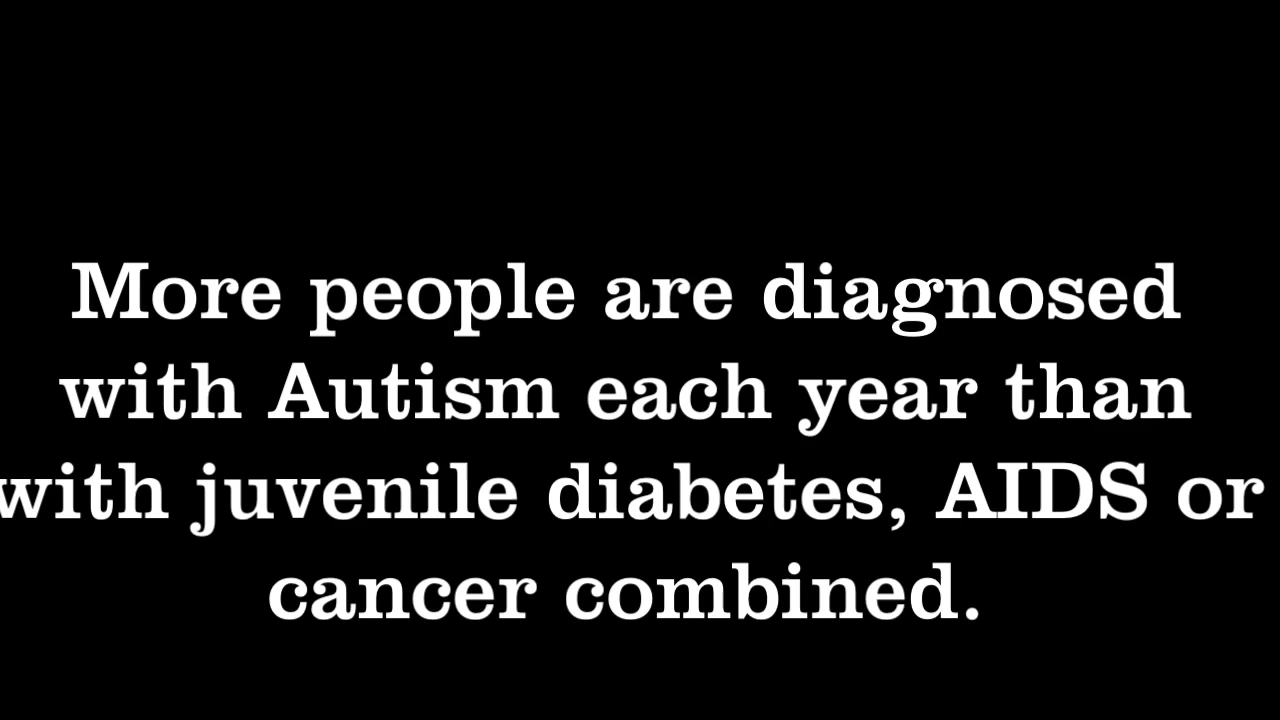 More people are diagnosed
with Autism each year than
with juvenile diabetes, AIDS or
cancer combined.